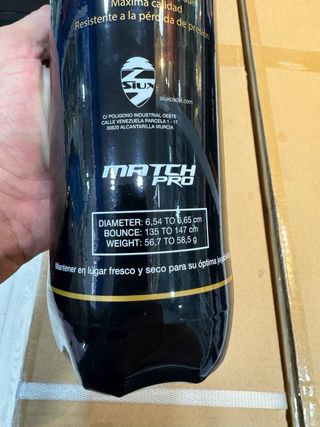 Máxima calidad
Resistente a la pérdida de presión
SIUX
siuxpadel.com
C/ POLIGONO INDUSTRIAL OESTE
CALLE VENEZUELA PARCELA 1 - 17
30820 ALCANTARILLA MURCIA
MATCH
PRO
DIAMETER: 6,54 TO 6,65 cm
BOUNCE: 135 TO 147 cm
WEIGHT: 56,7 TO 58,5 g
Mantener en lugar fresco y seco para su óptima